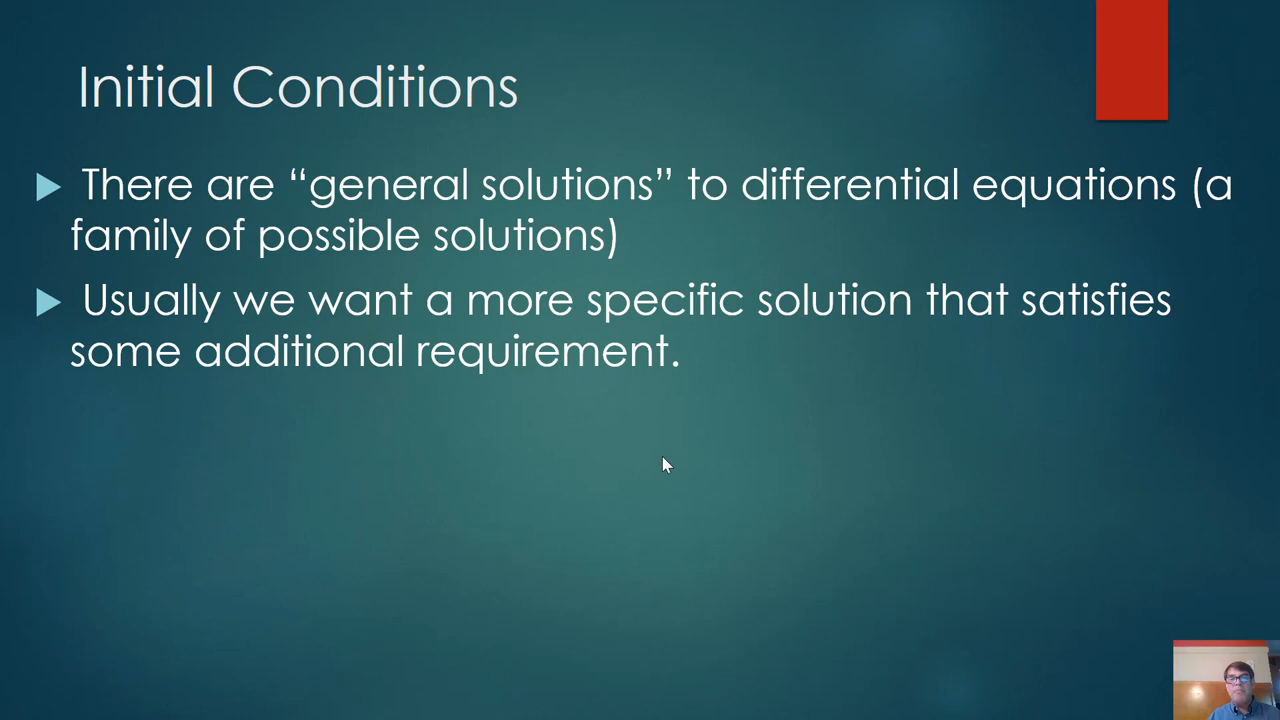 Initial Conditions
There are “general solutions” to differential equations (a
family of possible solutions)
Usually we want a more specific solution that satisfies
some additional requirement.